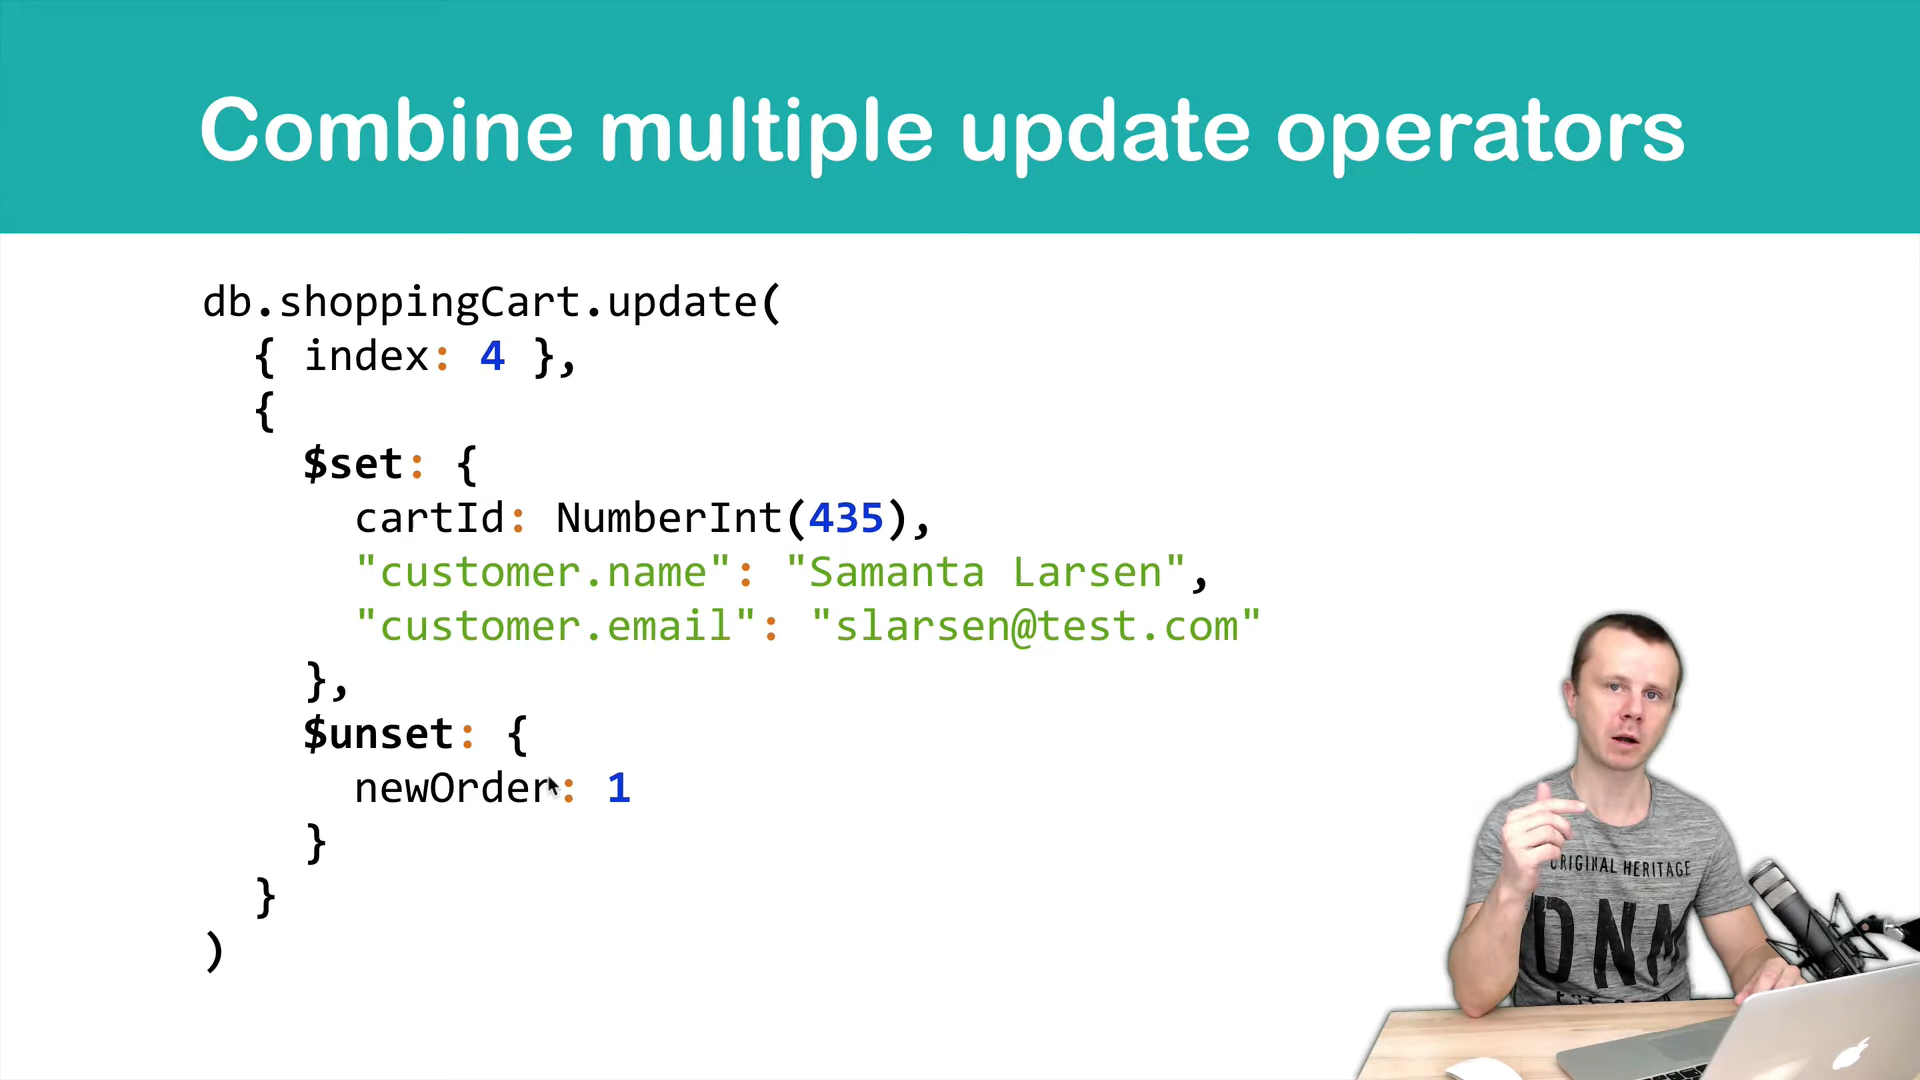 Combine multiple update operators
db.shoppingCart.update(
{ index: 4 },
{
$set: {
cartId: NumberInt(435),
"customer.name": "Samanta Larsen",
"customer.email": "slarsen@test.com"
},
$unset: {
newOrder: 1
}
}
)
ORIGINAL HERITAGE
DNA